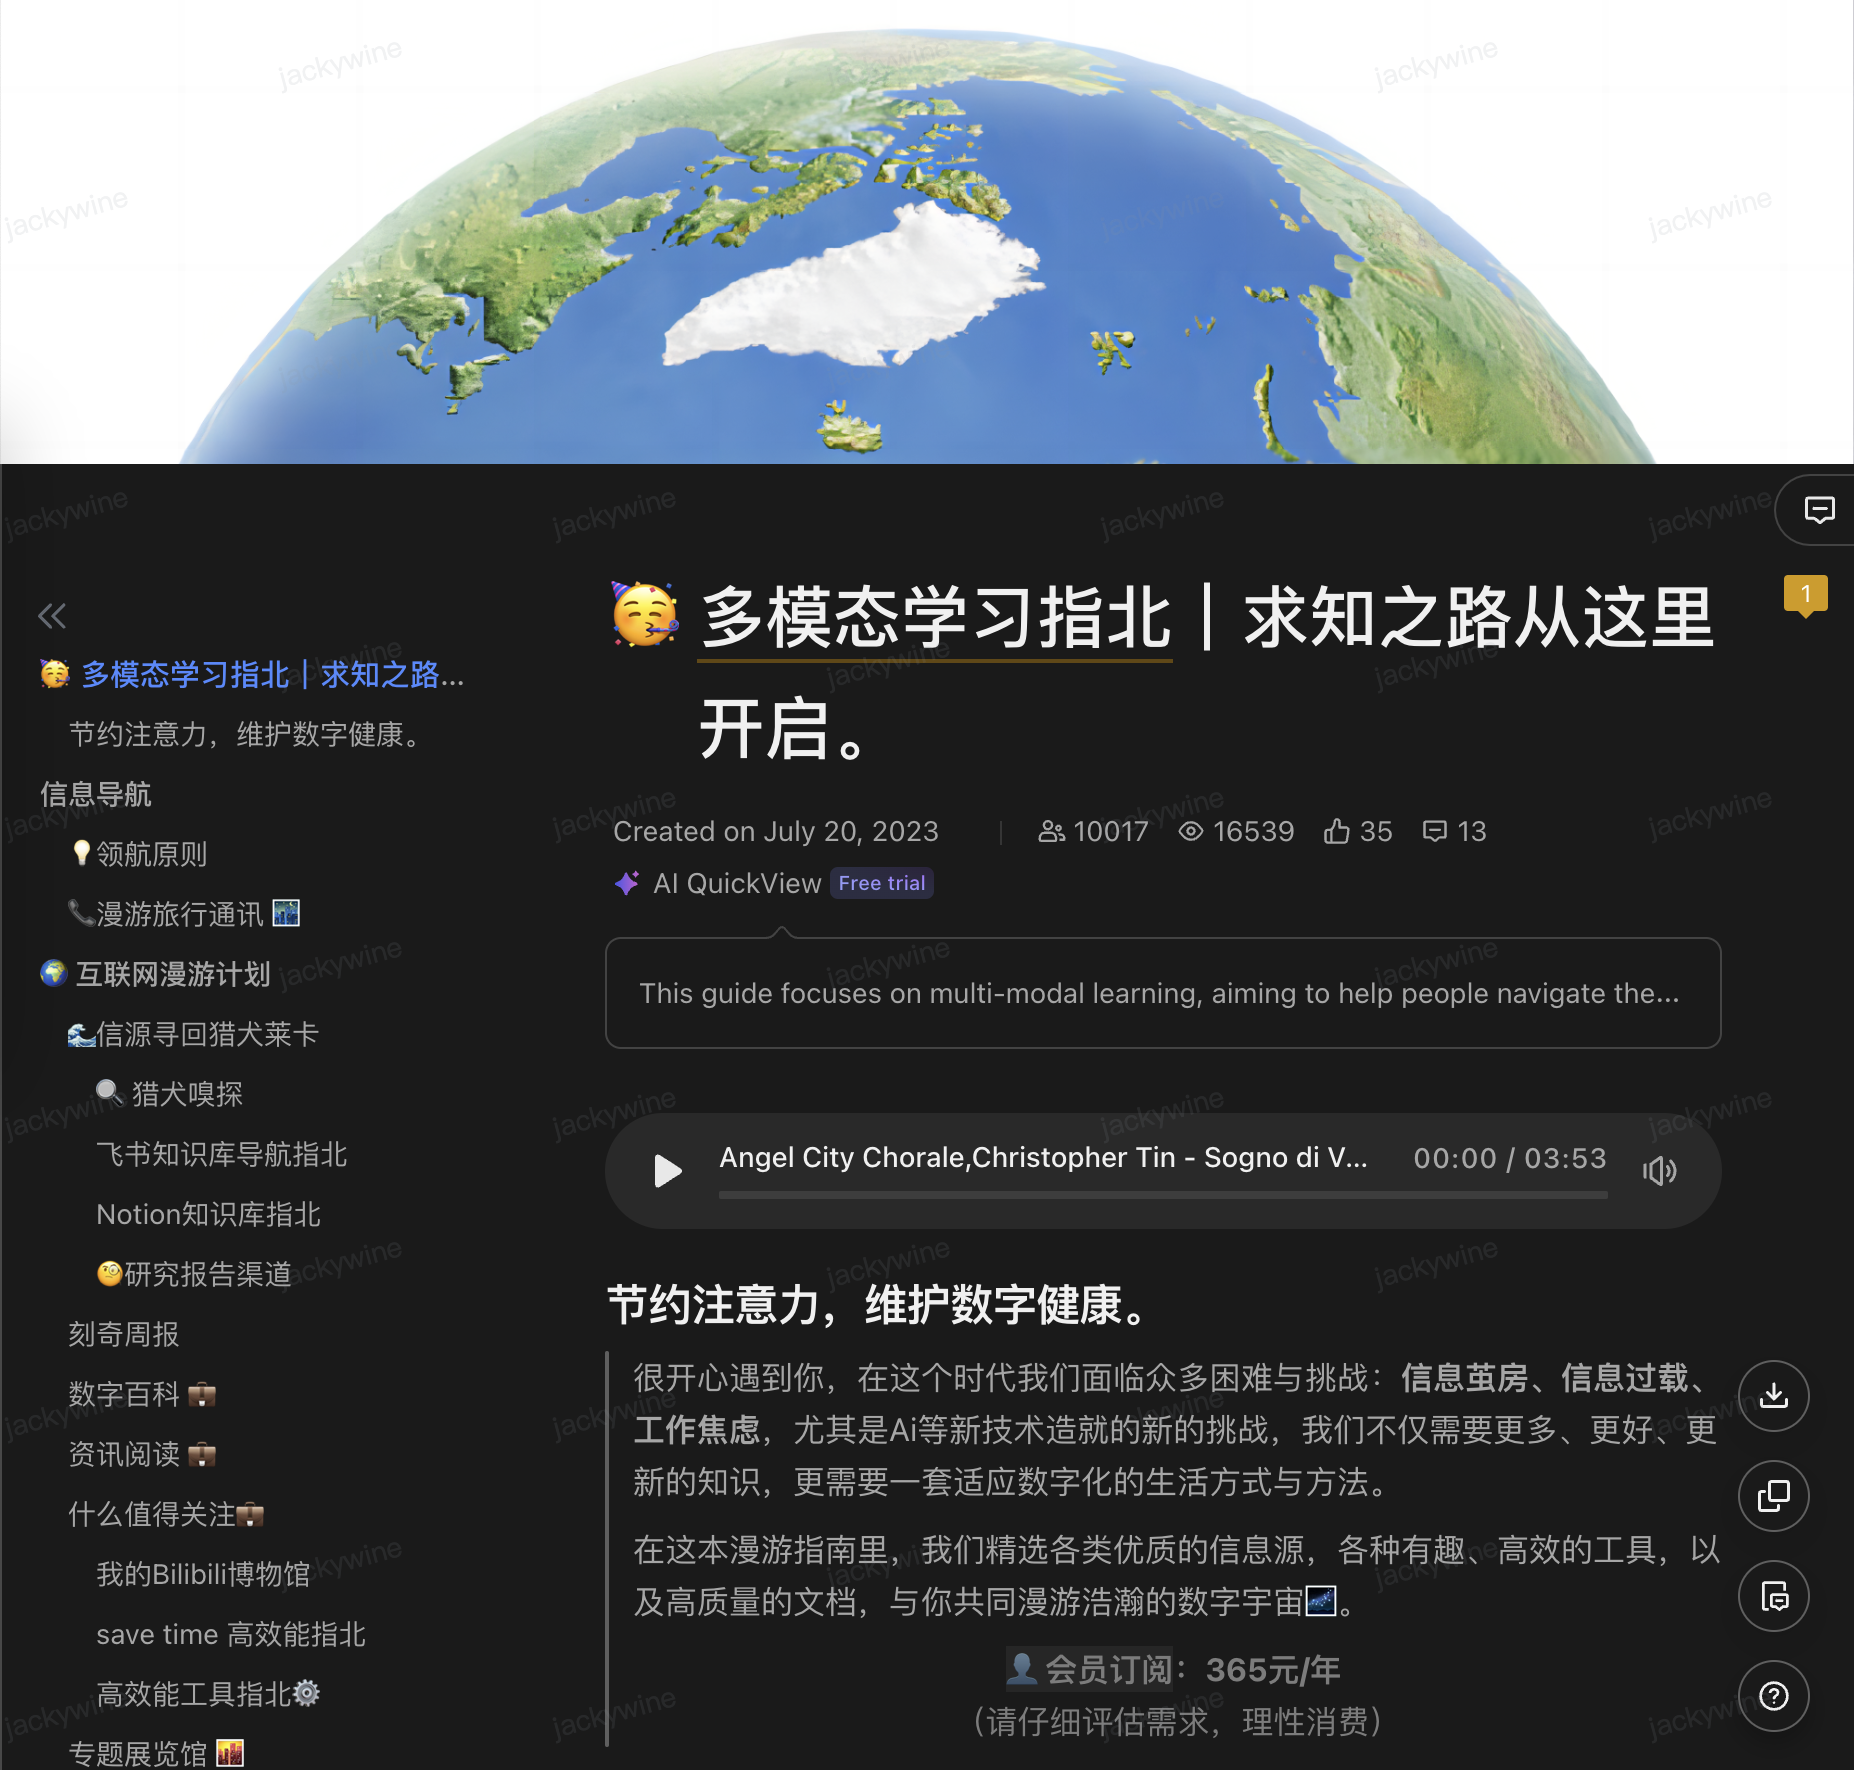 🥳 多模态学习指北｜求知之路...
节约注意力，维护数字健康。
信息导航
💡领航原则
📞漫游旅行通讯 🌃
🌍 互联网漫游计划
🌊信源寻回猎犬莱卡
🔍 猎犬嗅探
飞书知识库导航指北
Notion知识库指北
🧐研究报告渠道
刻奇周报
数字百科 💼
资讯阅读 💼
什么值得关注💼
我的Bilibili博物馆
save time 高效能指北
高效能工具指北⚙️
专题展览馆 🌇
🥳 多模态学习指北｜求知之路从这里
开启。
1
Created on July 20, 2023 | 10017 16539 35 13
AI QuickView Free trial
This guide focuses on multi-modal learning, aiming to help people navigate the...
Angel City Chorale,Christopher Tin - Sogno di V... 00:00 / 03:53
节约注意力，维护数字健康。
很开心遇到你，在这个时代我们面临众多困难与挑战：信息茧房、信息过载、
工作焦虑，尤其是Ai等新技术造就的新的挑战，我们不仅需要更多、更好、更
新的知识，更需要一套适应数字化的生活方式与方法。
在这本漫游指南里，我们精选各类优质的信息源，各种有趣、高效的工具，以
及高质量的文档，与你共同漫游浩瀚的数字宇宙🌌。
👤 会员订阅：365元/年
（请仔细评估需求，理性消费）
jackywine